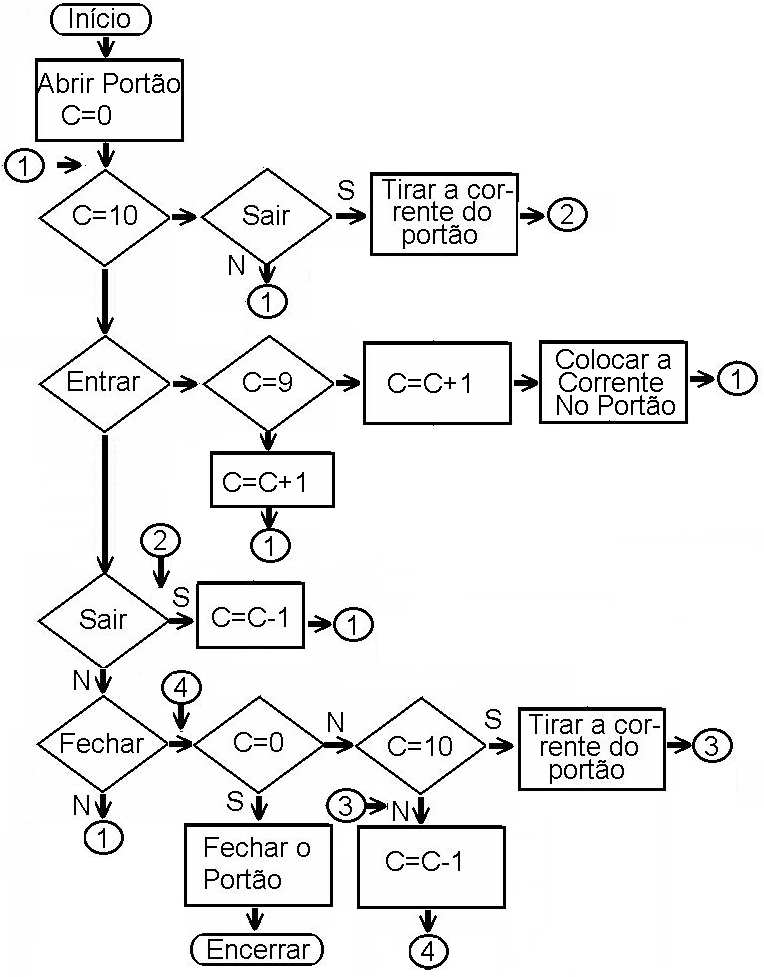 Início
Abrir Portão
C=0
1
C=10
Sair
S
Tirar a cor-
rente do
portão
2
N
1
Entrar
C=9
C=C+1
Colocar a
Corrente
No Portão
1
C=C+1
1
2
Sair
S
C=C-1
1
N
4
Fechar
C=0
N
C=10
S
Tirar a cor-
rente do
portão
3
N
1
S
3
N
Fechar o
Portão
C=C-1
Encerrar
4